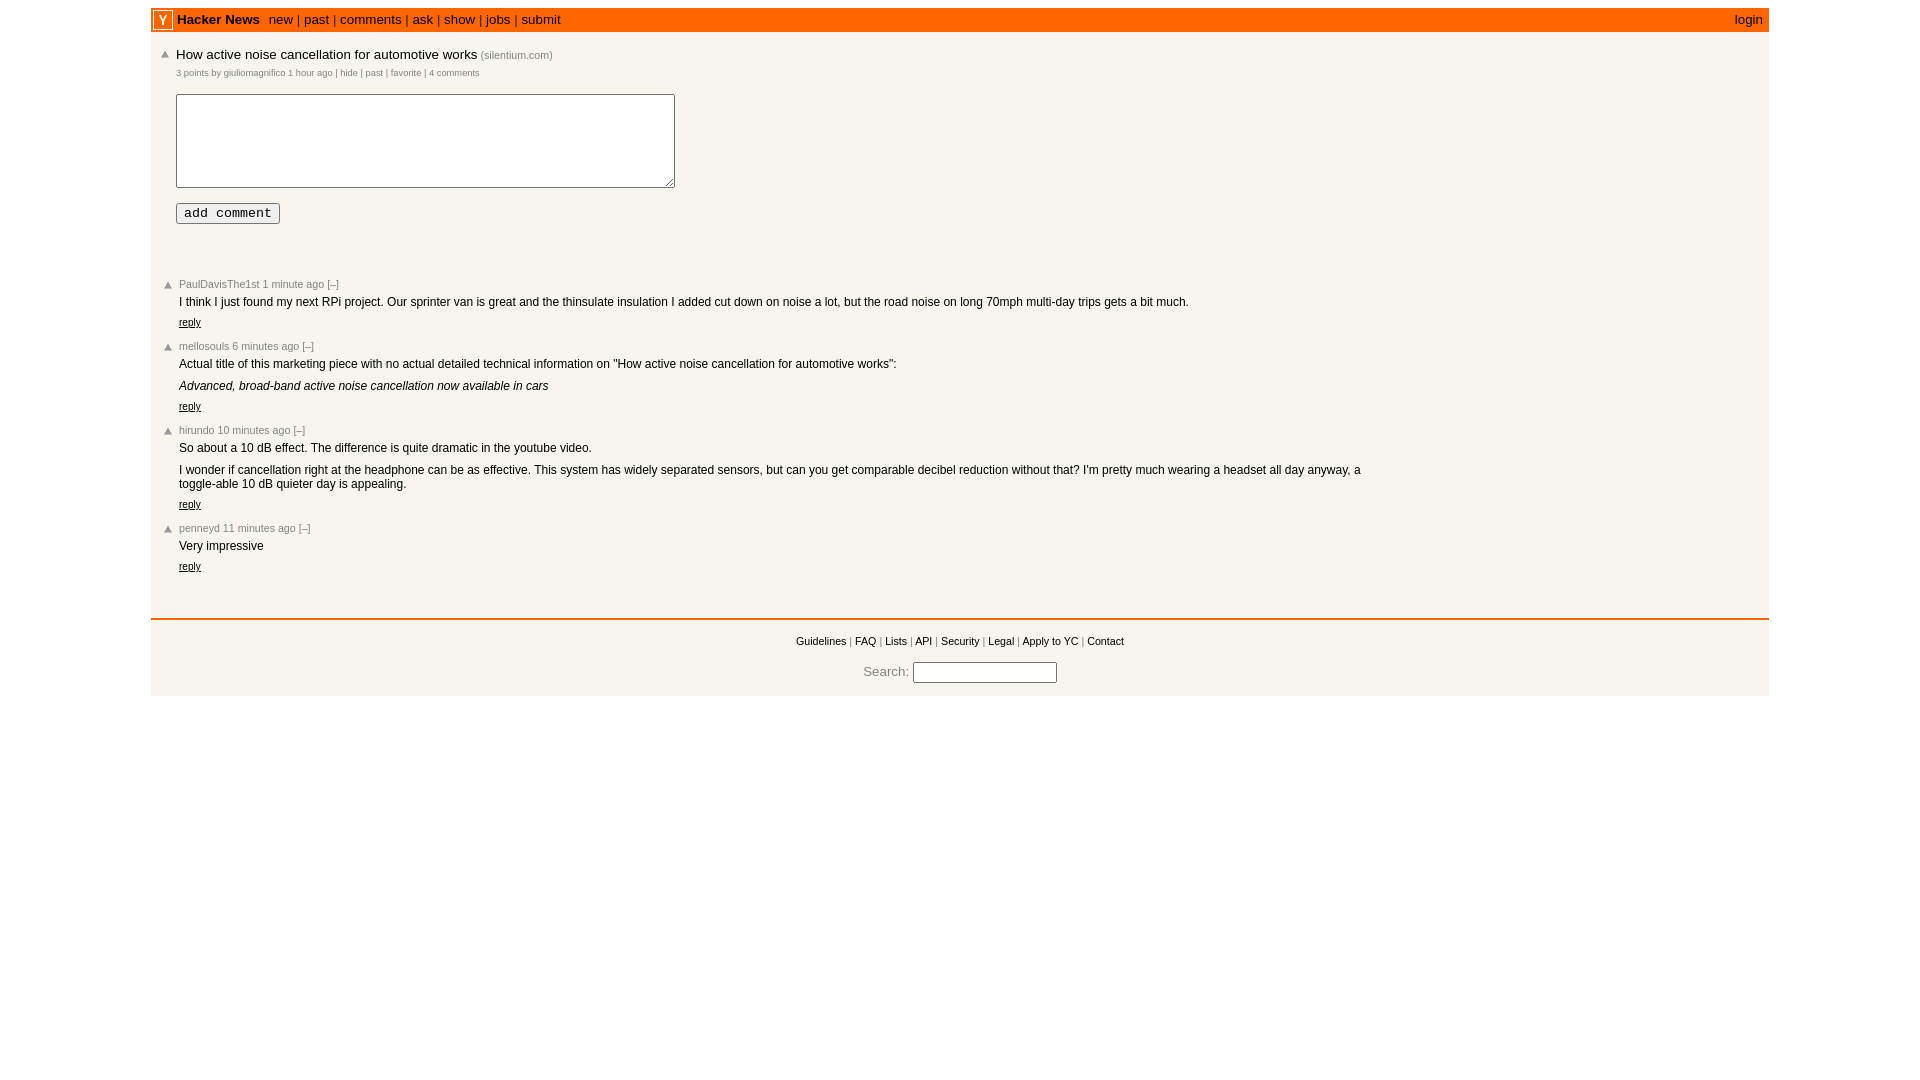 Y Hacker News new | past | comments | ask | show | jobs | submit login
How active noise cancellation for automotive works (silentium.com)
3 points by giuliomagnifico 1 hour ago | hide | past | favorite | 4 comments
add comment
PaulDavisThe1st 1 minute ago [–]
I think I just found my next RPi project. Our sprinter van is great and the thinsulate insulation I added cut down on noise a lot, but the road noise on long 70mph multi-day trips gets a bit much.
reply
mellosouls 6 minutes ago [–]
Actual title of this marketing piece with no actual detailed technical information on "How active noise cancellation for automotive works":
Advanced, broad-band active noise cancellation now available in cars
reply
hirundo 10 minutes ago [–]
So about a 10 dB effect. The difference is quite dramatic in the youtube video.
I wonder if cancellation right at the headphone can be as effective. This system has widely separated sensors, but can you get comparable decibel reduction without that? I'm pretty much wearing a headset all day anyway, a
toggle-able 10 dB quieter day is appealing.
reply
penneyd 11 minutes ago [–]
Very impressive
reply
Guidelines | FAQ | Lists | API | Security | Legal | Apply to YC | Contact
Search: